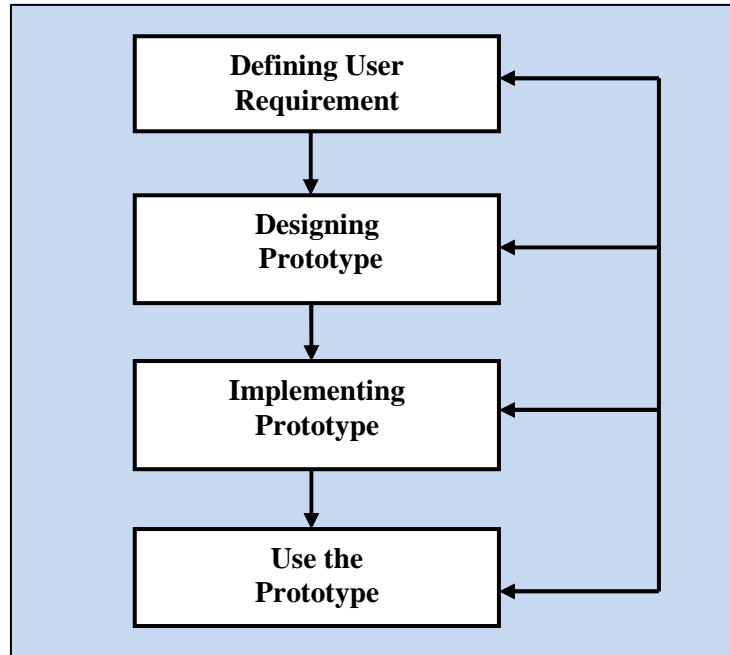 Defining User
Requirement
Designing
Prototype
Implementing
Prototype
Use the
Prototype